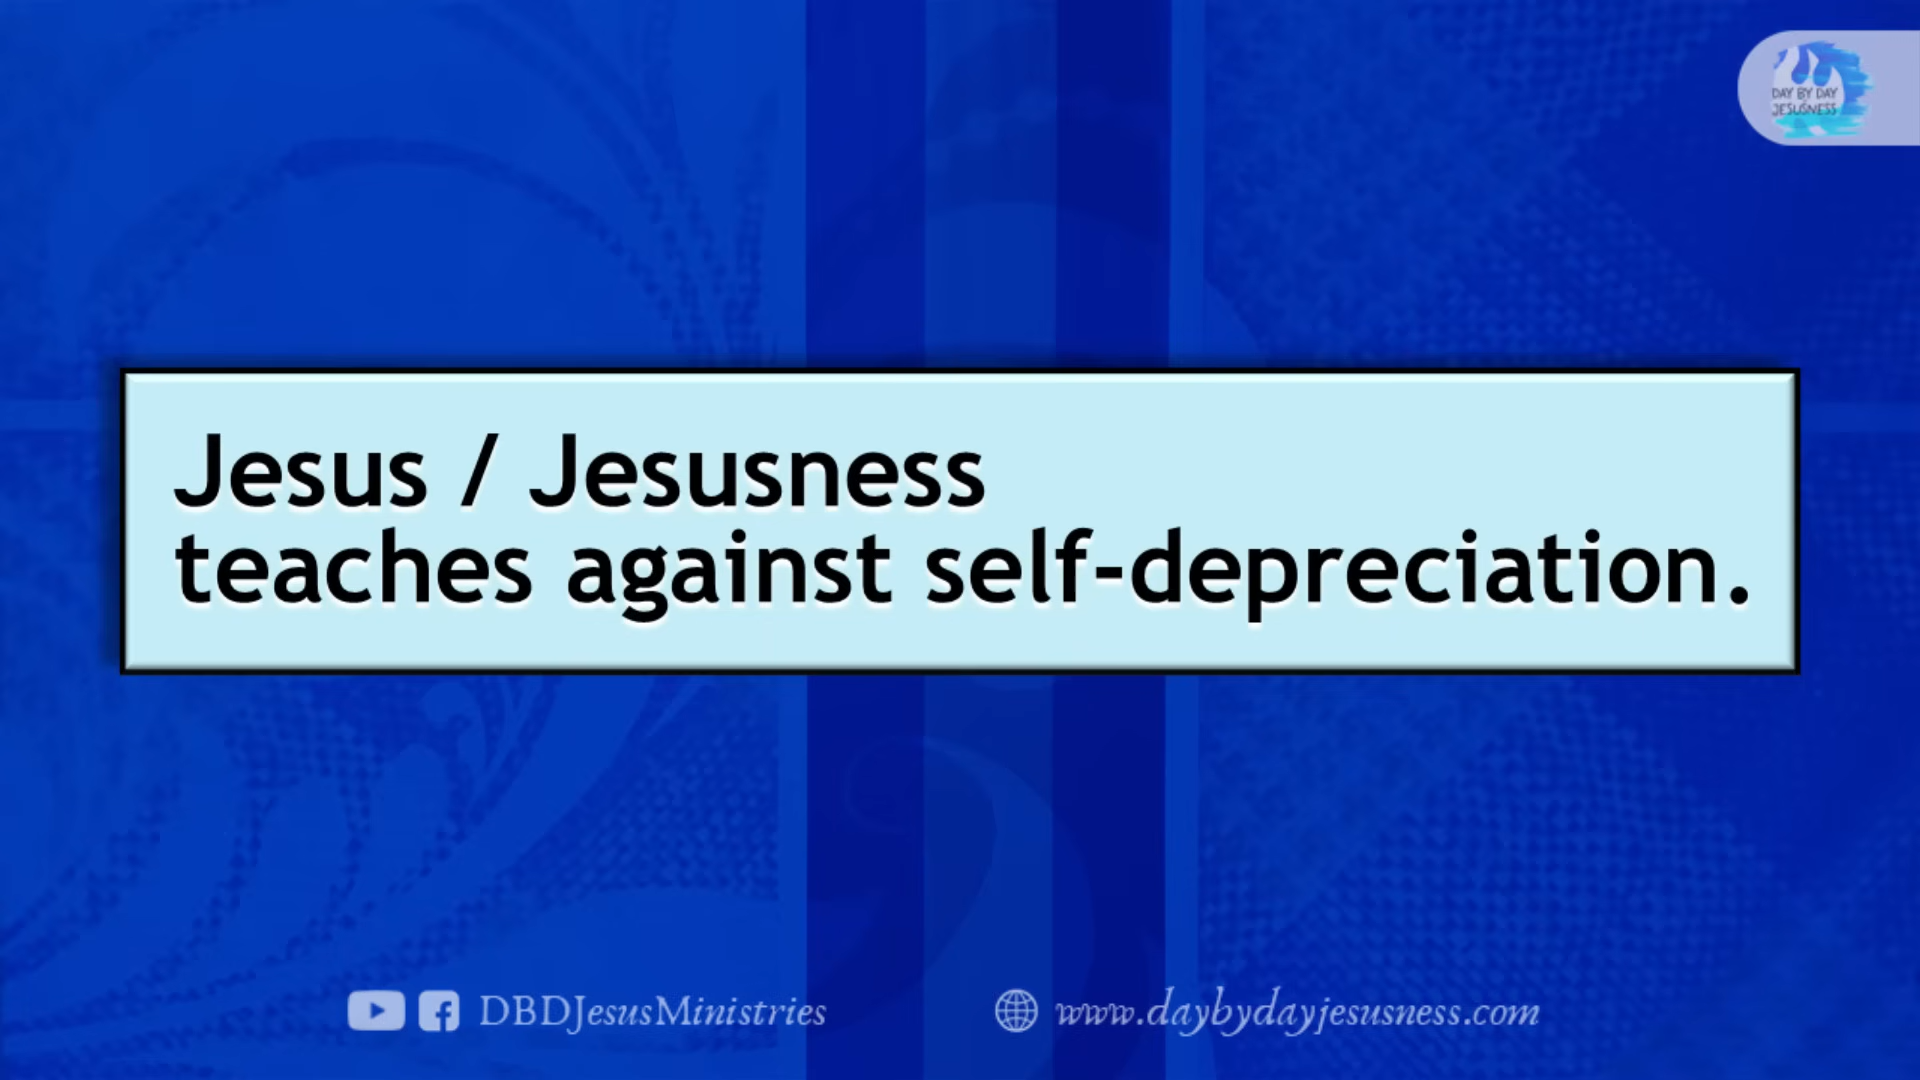 DAY BY DAY
JESUSNESS
Jesus / Jesusness
teaches against self-depreciation.
DBDJesusMinistries
www.daybydayjesusness.com